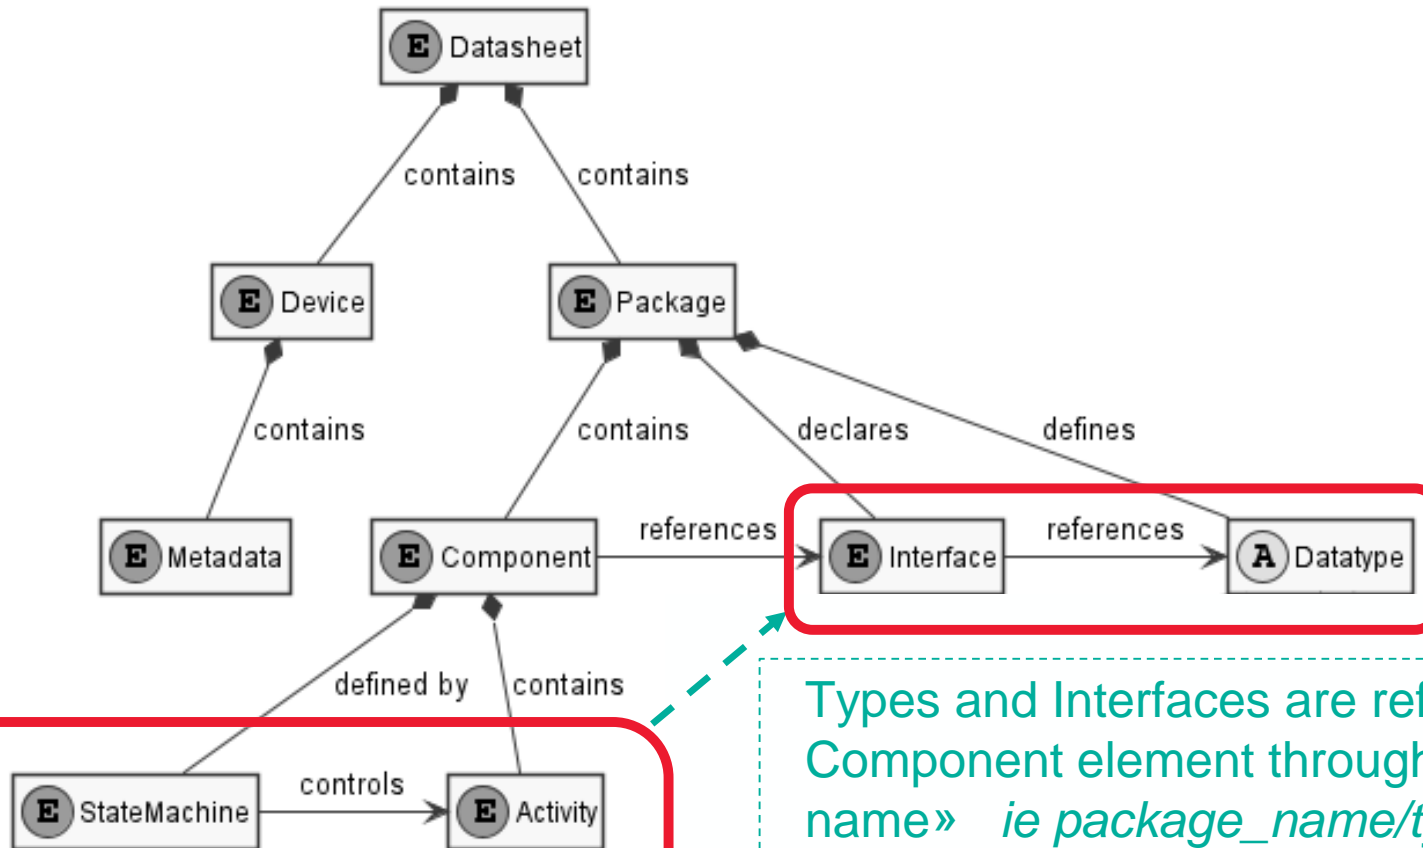 E Datasheet
contains
contains
E Device
E Package
contains
contains
declares
defines
E Metadata
E Component
references
E Interface
references
A Datatype
defined by
contains
Types and Interfaces are
Component element through
name» ie package_name/
E StateMachine
controls
E Activity